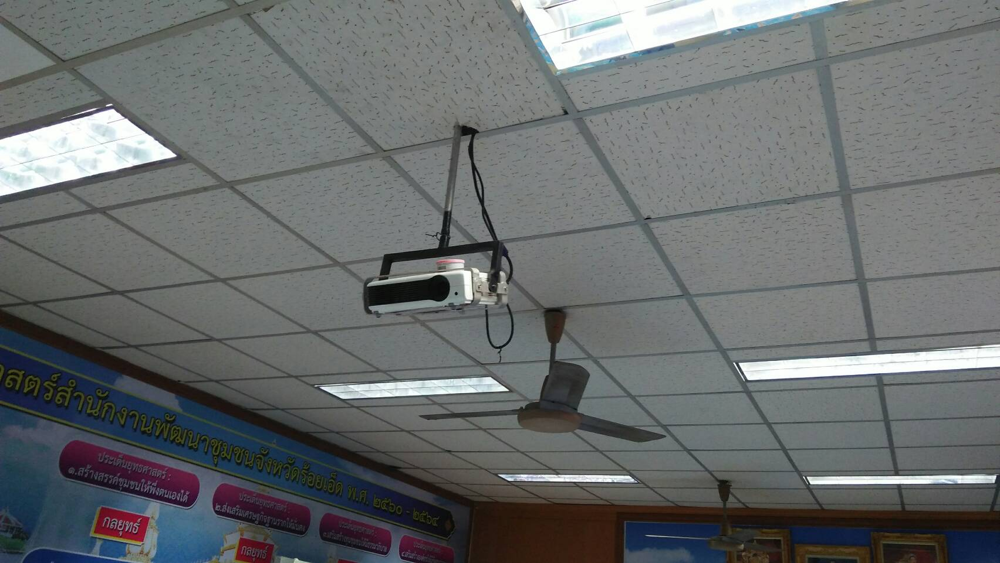 าสตร์สำนักงานพัฒนาชุมชนจังหวัดร้อยเอ็ด พ.ศ. ๒๕๖๐ - ๒๕๖๔
ประเด็นยุทธศาสตร์ :
๑.สร้างสรรค์ชุมชนให้พึ่งตนเองได้
ประเด็นยุทธศาสตร์ :
๒.ส่งเสริมเศรษฐกิจฐานรากให้มั่นคง
ประเด็นยุทธศาสตร์ :
๓.เสริมสร้างทุนชุมชนให้มีธรรมาภิบาล
ประเด็นยุทธศาสตร์ :
กลยุทธ์
กลยุทธ์